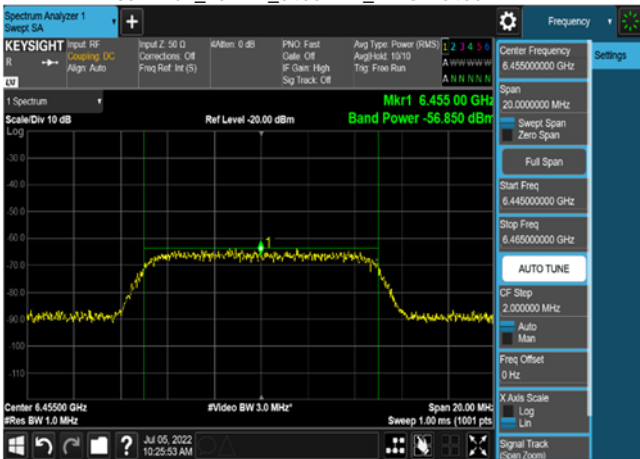 Spectrum Analyzer 1
Swept SA
Frequency
KEYSIGHT
R
Input: RF
Coupling: DC
Align: Auto
Input Z: 50 Ω
Corrections: Off
Freq Ref: Int (S)
#Atten: 0 dB
PNO: Fast
Gate: Off
IF Gain: High
Sig Track: Off
Avg Type: Power (RMS)
Avg|Hold: 10/10
Trig: Free Run
1 2 3 4 5 6
A W W W W W
A N N N N N
1 Spectrum
Scale/Div 10 dB
Log
Ref Level -20.00 dBm
Mkr1 6.455 00 GHz
Band Power -56.850 dBm
-30.0
-40.0
-50.0
-60.0
-70.0
-80.0
-90.0
-100
-110
1
Center 6.45500 GHz
#Res BW 1.0 MHz
#Video BW 3.0 MHz*
Span 20.00 MHz
Sweep 1.00 ms (1001 pts
Jul 05, 2022
10:25:53 AM
Center Frequency
6.455000000 GHz
Settings
Span
20.0000000 MHz
Swept Span
Zero Span
Full Span
Start Freq
6.445000000 GHz
Stop Freq
6.465000000 GHz
AUTO TUNE
CF Step
2.000000 MHz
Auto
Man
Freq Offset
0 Hz
X Axis Scale
Log
Lin
Signal Track
(Span Zoom)